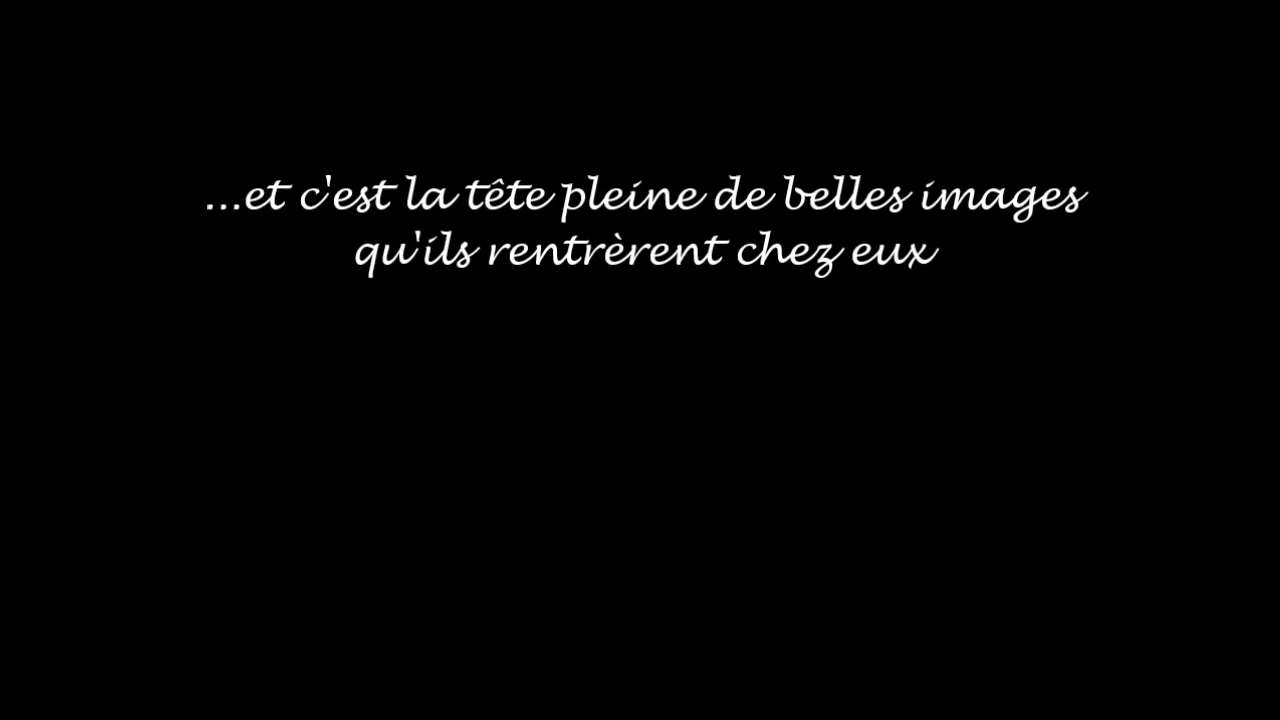 ...et c'est la tête pleine de belles images
qu'ils rentrèrent chez eux